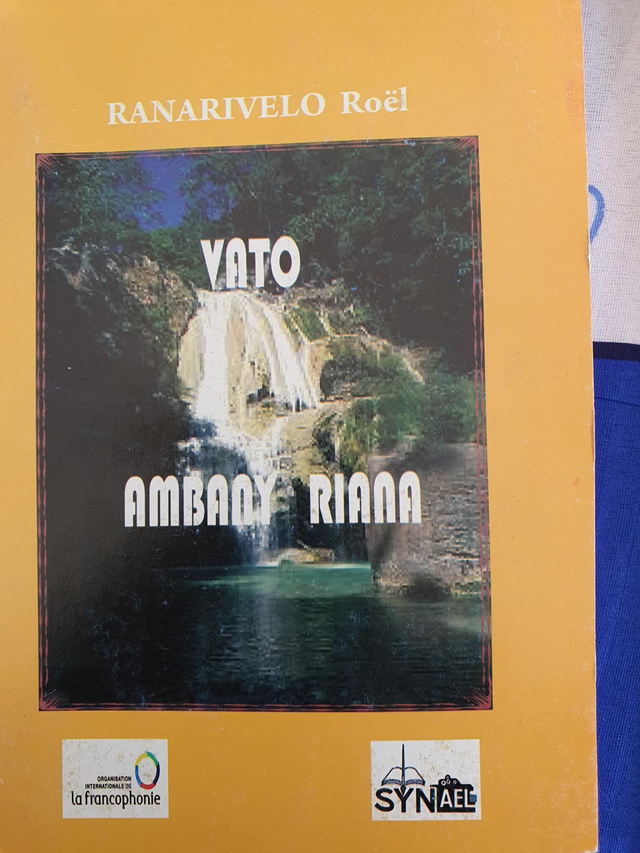 RANARIVELO Roël
VATO
AMBANY RIANA
ORGANISATION
INTERNATIONALE DE
la francophonie
SYNAEL